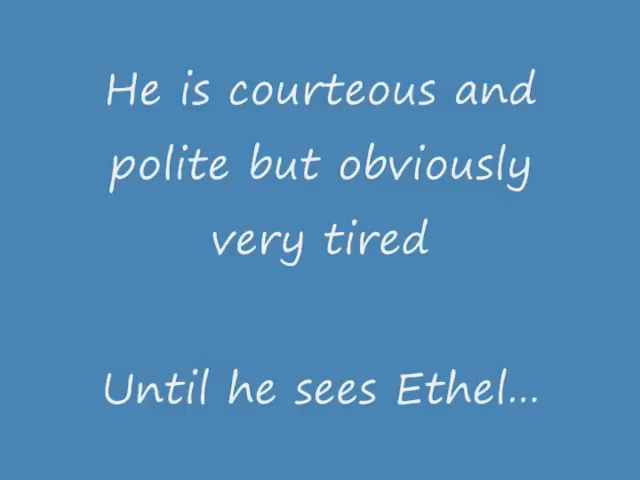 He is courteous and
polite but obviously
very tired
Until he sees Ethel...